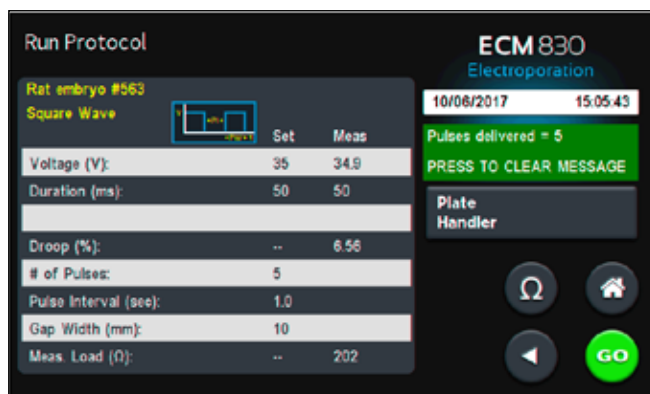 Run Protocol
ECM 830
Electroporation
Rat embryo #563
Square Wave
Set Meas
10/06/2017 15:05:43
Pulses delivered = 5
PRESS TO CLEAR MESSAGE
Voltage (V): 35 34.9
Duration (ms): 50 50
Droop (%): -- 6.56
# of Pulses: 5
Pulse Interval (sec): 1.0
Gap Width (mm): 10
Meas. Load (Ω): -- 202
Plate
Handler
Ω
GO